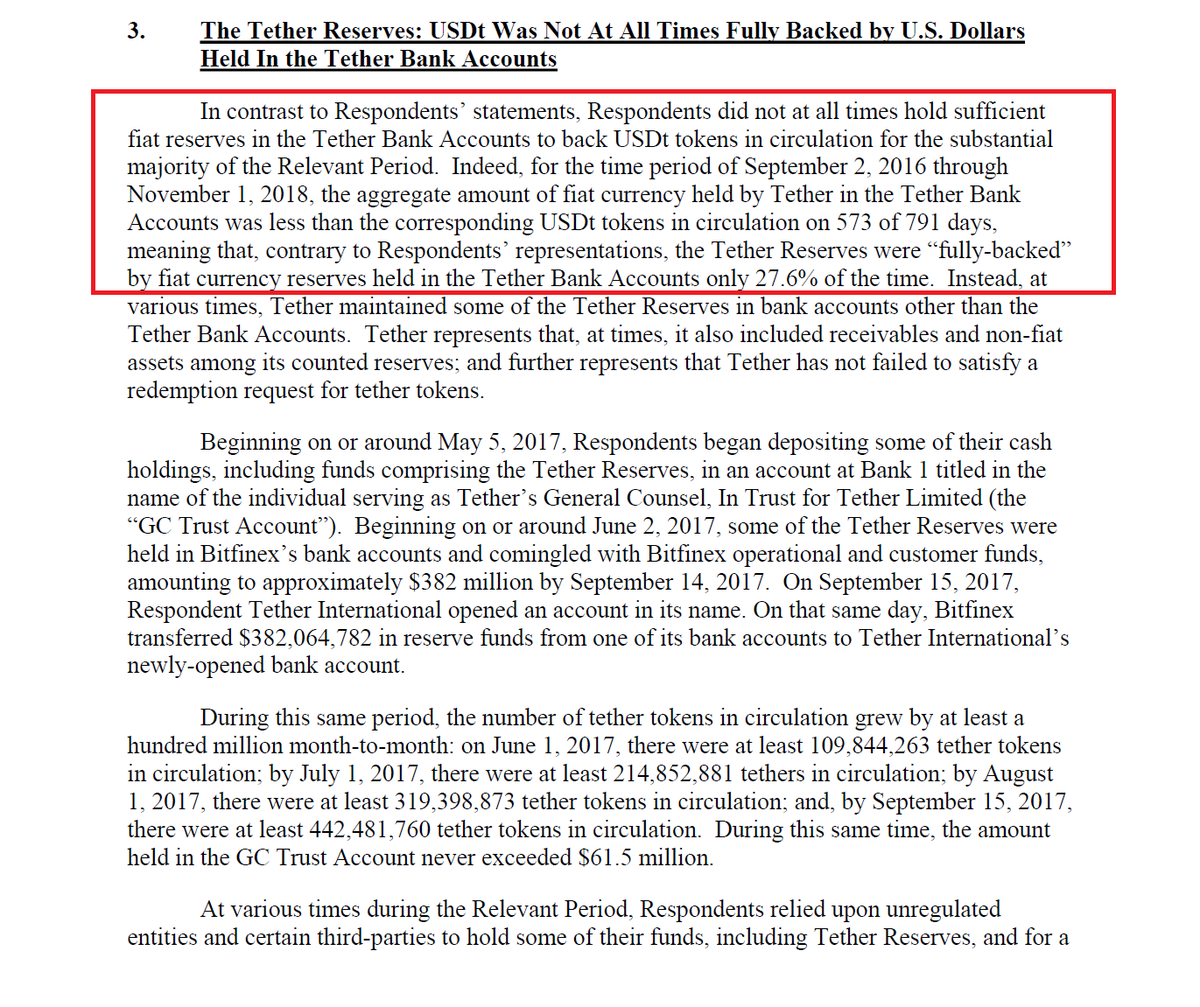 3. The Tether Reserves: USDt Was Not At All Times Fully Backed by U.S. Dollars
Held In the Tether Bank Accounts
In contrast to Respondents’ statements, Respondents did not at all times hold sufficient
fiat reserves in the Tether Bank Accounts to back USDt tokens in circulation for the substantial
majority of the Relevant Period.  Indeed, for the time period of September 2, 2016 through
November 1, 2018, the aggregate amount of fiat currency held by Tether in the Tether Bank
Accounts was less than the corresponding USDt tokens in circulation on 573 of 791 days,
meaning that, contrary to Respondents’ representations, the Tether Reserves were “fully-backed”
by fiat currency reserves held in the Tether Bank Accounts only 27.6% of the time.  Instead, at
various times, Tether maintained some of the Tether Reserves in bank accounts other than the
Tether Bank Accounts.  Tether represents that, at times, it also included receivables and non-fiat
assets among its counted reserves; and further represents that Tether has not failed to satisfy a
redemption request for tether tokens.
Beginning on or around May 5, 2017, Respondents began depositing some of their cash
holdings, including funds comprising the Tether Reserves, in an account at Bank 1 titled in the
name of the individual serving as Tether’s General Counsel, In Trust for Tether Limited (the
“GC Trust Account”).  Beginning on or around June 2, 2017, some of the Tether Reserves were
held in Bitfinex’s bank accounts and comingled with Bitfinex operational and customer funds,
amounting to approximately $382 million by September 14, 2017.  On September 15, 2017,
Respondent Tether International opened an account in its name. On that same day, Bitfinex
transferred $382,064,782 in reserve funds from one of its bank accounts to Tether International’s
newly-opened bank account.
During this same period, the number of tether tokens in circulation grew by at least a
hundred million month-to-month: on June 1, 2017, there were at least 109,844,263 tether tokens
in circulation; by July 1, 2017, there were at least 214,852,881 tethers in circulation; by August
1, 2017, there were at least 319,398,873 tether tokens in circulation; and, by September 15, 2017,
there were at least 442,481,760 tether tokens in circulation.  During this same time, the amount
held in the GC Trust Account never exceeded $61.5 million.
At various times during the Relevant Period, Respondents relied upon unregulated
entities and certain third-parties to hold some of their funds, including Tether Reserves, and for a